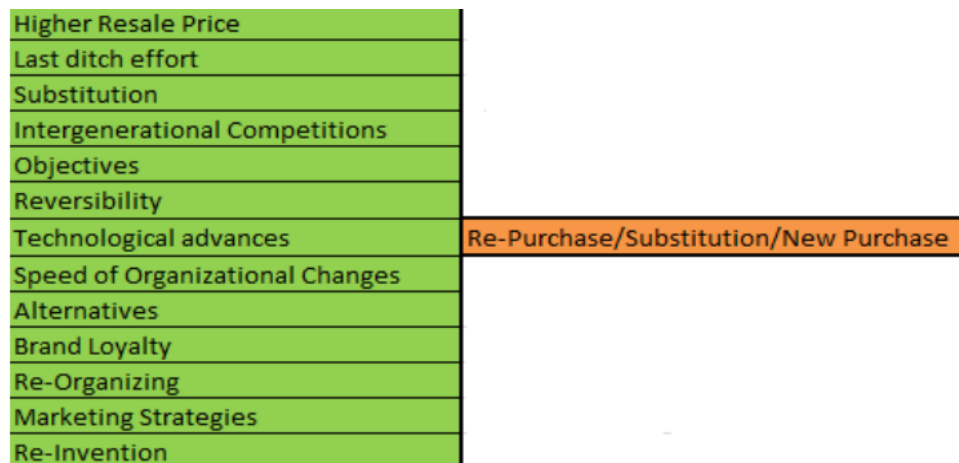 Higher Resale Price
Last ditch effort
Substitution
Intergenerational Competitions
Objectives
Reversibility
Technological advances
Re-Purchase/Substitution/New Purchase
Speed of Organizational Changes
Alternatives
Brand Loyalty
Re-Organizing
Marketing Strategies
Re-Invention